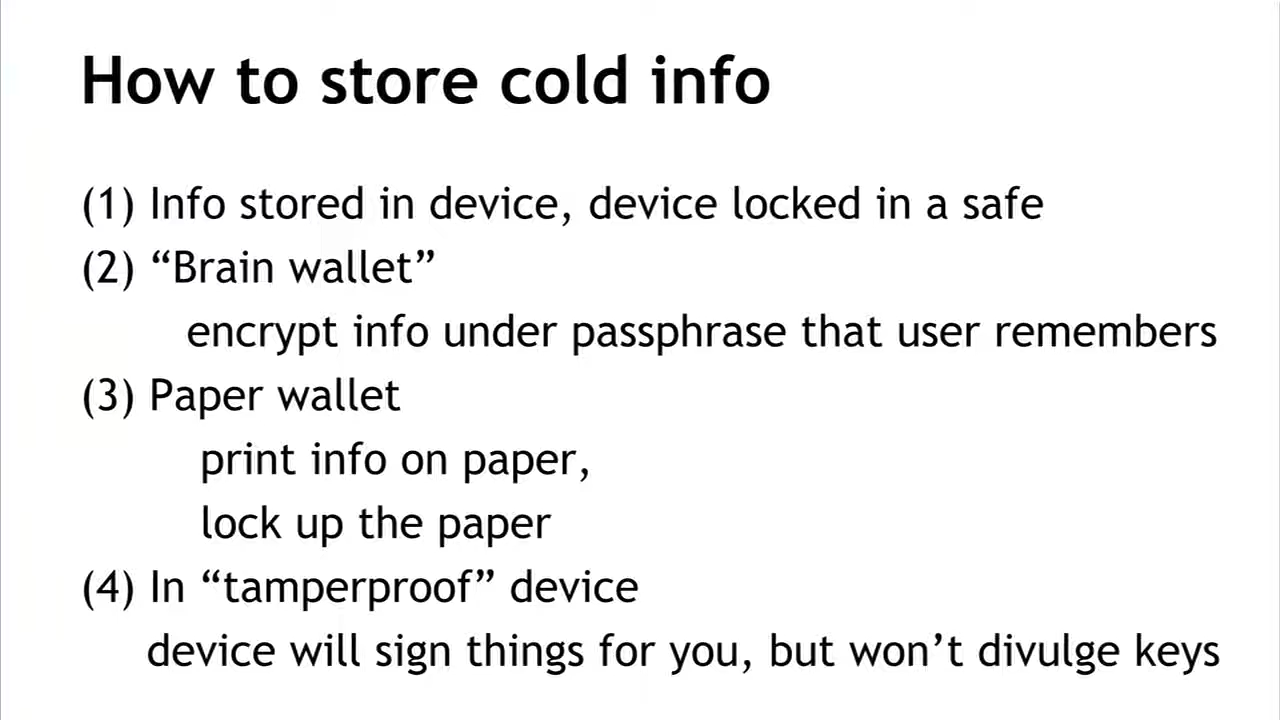 How to store cold info
(1) Info stored in device, device locked in a safe
(2) “Brain wallet”
encrypt info under passphrase that user remembers
(3) Paper wallet
print info on paper,
lock up the paper
(4) In “tamperproof” device
device will sign things for you, but won’t divulge keys